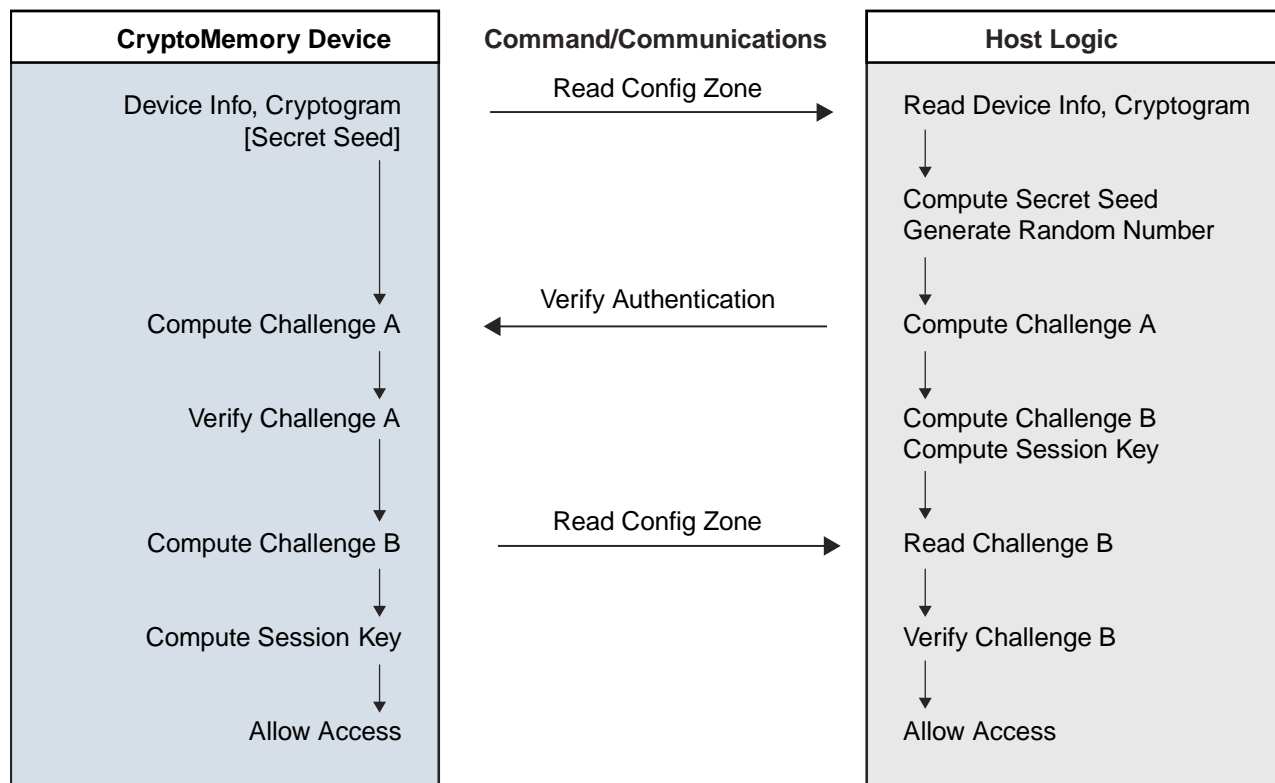 CryptoMemory Device
Command/Communications
Host Logic
Device Info, Cryptogram
[Secret Seed]
Read Config Zone
Read Device Info, Cryptogram
Compute Secret Seed
Generate Random Number
Compute Challenge A
Verify Authentication
Compute Challenge A
Verify Challenge A
Compute Challenge B
Compute Session Key
Compute Challenge B
Read Config Zone
Read Challenge B
Compute Session Key
Verify Challenge B
Allow Access
Allow Access